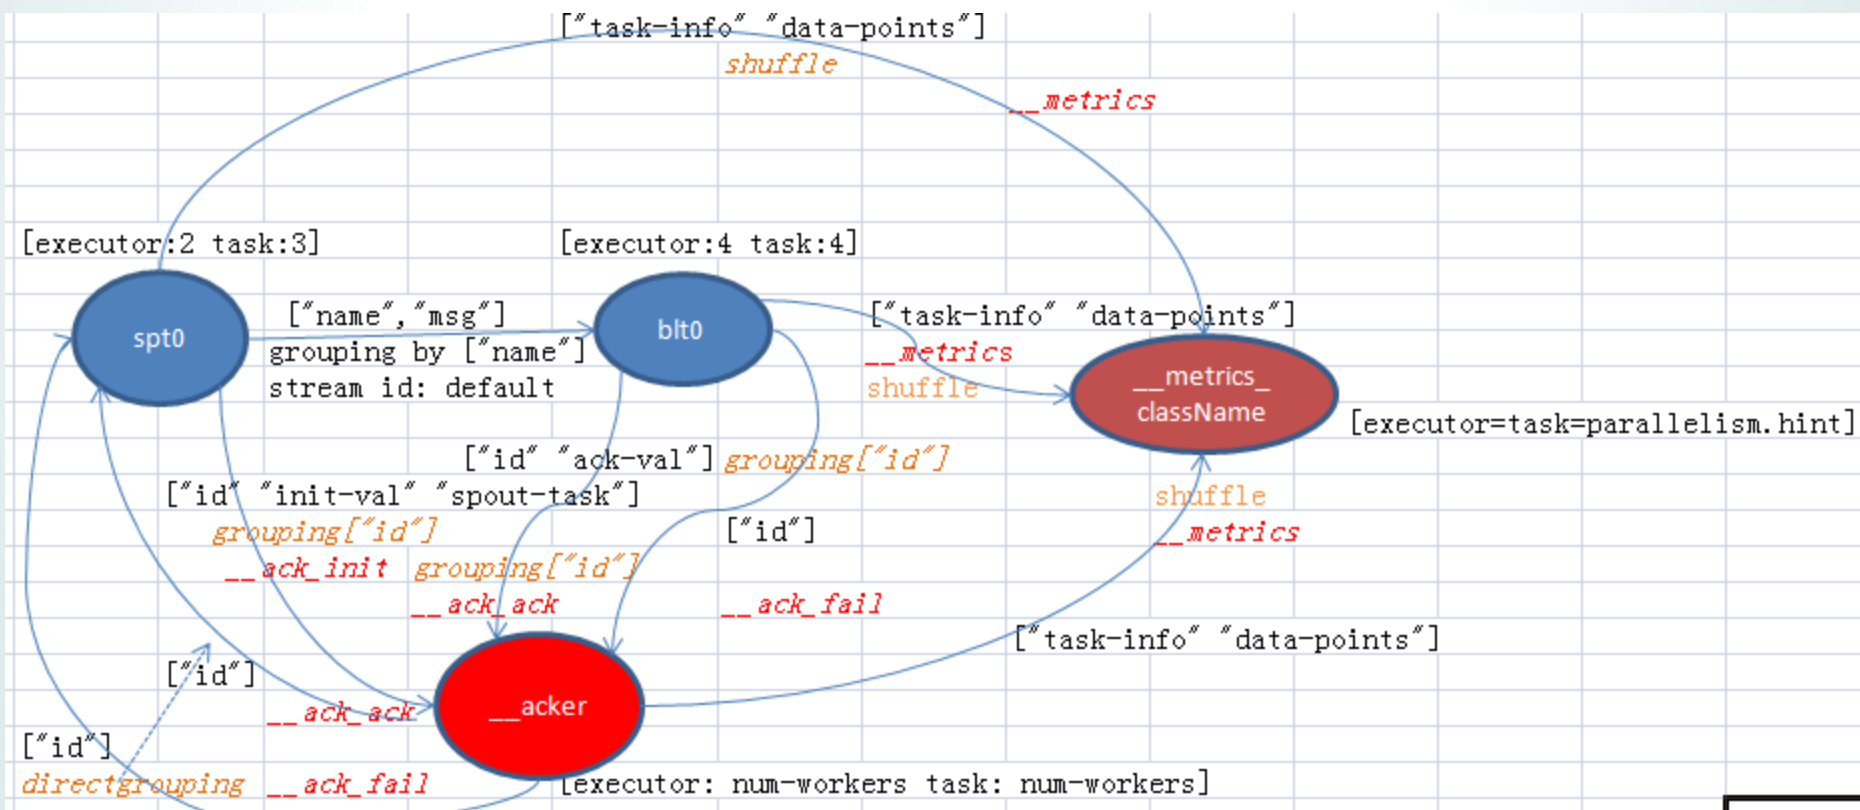 ["task-info" "data-points"]
shuffle
__metrics
[executor:2 task:3]
[executor:4 task:4]
spt0
["name","msg"]
grouping by ["name"]
stream id: default
blt0
["task-info" "data-points"]
__metrics
shuffle
__metrics_
className
[executor=task=parallelism.hint]
["id" "ack-val"] grouping["id"]
["id" "init-val" "spout-task"]
grouping["id"]
__ack_init grouping["id"]
__ack_ack
["id"]
__ack_fail
shuffle
__metrics
["task-info" "data-points"]
["id"]
__ack_ack
__acker
["id"]
directgrouping __ack_fail
[executor: num-workers task: num-workers]